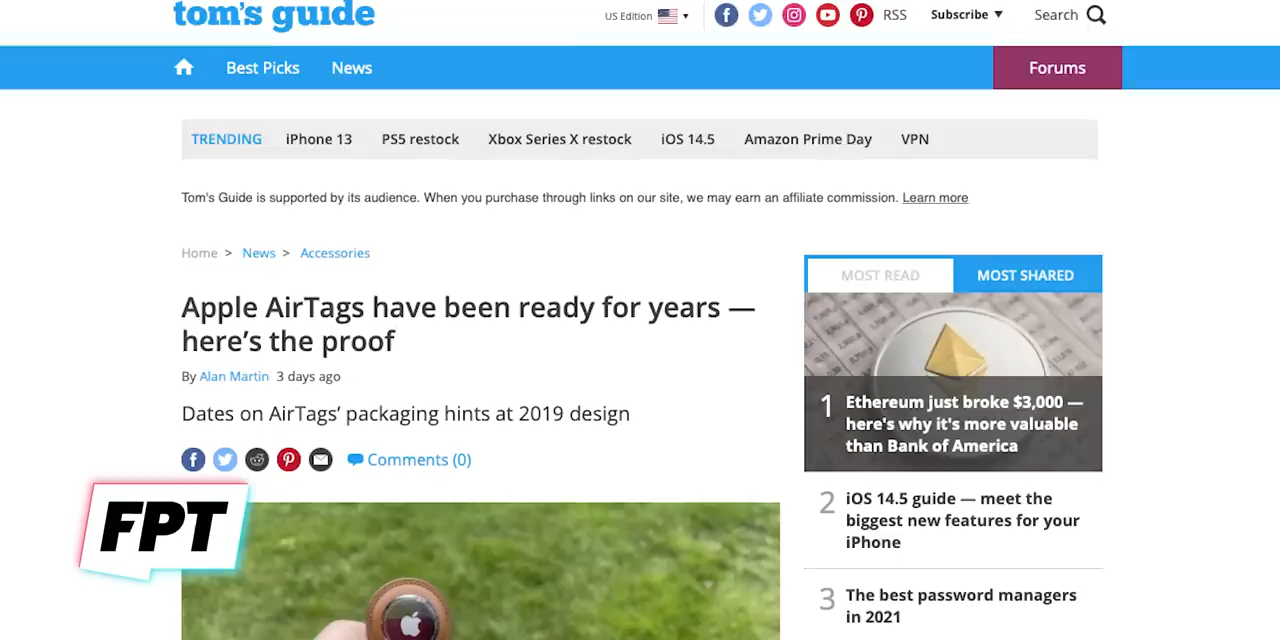 tom's guide
US Edition
RSS
Subscribe
Search
Best Picks
News
Forums
TRENDING iPhone 13 PS5 restock Xbox Series X restock iOS 14.5 Amazon Prime Day VPN
Tom's Guide is supported by its audience. When you purchase through links on our site, we may earn an affiliate commission. Learn more
Home > News > Accessories
Apple AirTags have been ready for years —
here's the proof
By Alan Martin 3 days ago
Dates on AirTags' packaging hints at 2019 design
Comments (0)
FPT
MOST READ
MOST SHARED
1 Ethereum just broke $3,000 —
here's why it's more valuable
than Bank of America
2 iOS 14.5 guide — meet the
biggest new features for your
iPhone
3 The best password managers
in 2021